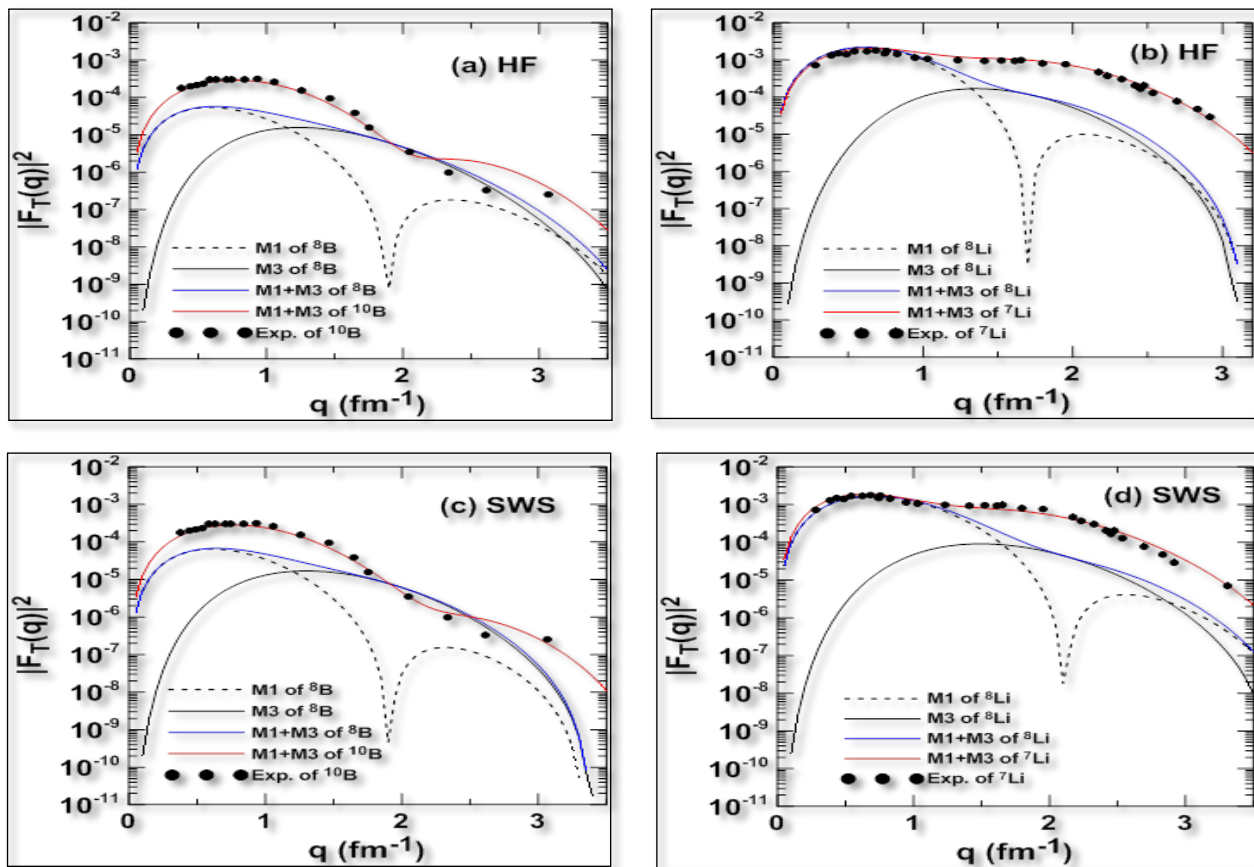 10⁻²
10⁻³
10⁻⁴
10⁻⁵
10⁻⁶
10⁻⁷
10⁻⁸
10⁻⁹
10⁻¹⁰
10⁻¹¹
|F_T(q)|²
(a) HF
M1 of ⁸B
M3 of ⁸B
M1+M3 of ⁸B
M1+M3 of ¹⁰B
Exp. of ¹⁰B
0 1 2 3
q (fm⁻¹)
10⁻²
10⁻³
10⁻⁴
10⁻⁵
10⁻⁶
10⁻⁷
10⁻⁸
10⁻⁹
10⁻¹⁰
10⁻¹¹
|F_T(q)|²
(b) HF
M1 of ⁸Li
M3 of ⁸Li
M1+M3 of ⁸Li
M1+M3 of ⁷Li
Exp. of ⁷Li
0 1 2 3
q (fm⁻¹)
10⁻²
10⁻³
10⁻⁴
10⁻⁵
10⁻⁶
10⁻⁷
10⁻⁸
10⁻⁹
10⁻¹⁰
10⁻¹¹
|F_T(q)|²
(c) SWS
M1 of ⁸B
M3 of ⁸B
M1+M3 of ⁸B
M1+M3 of ¹⁰B
Exp. of ¹⁰B
0 1 2 3
q (fm⁻¹)
10⁻²
10⁻³
10⁻⁴
10⁻⁵
10⁻⁶
10⁻⁷
10⁻⁸
10⁻⁹
10⁻¹⁰
10⁻¹¹
|F_T(q)|²
(d) SWS
M1 of ⁸Li
M3 of ⁸Li
M1+M3 of ⁸Li
M1+M3 of ⁷Li
Exp. of ⁷Li
0 1 2 3
q (fm⁻¹)